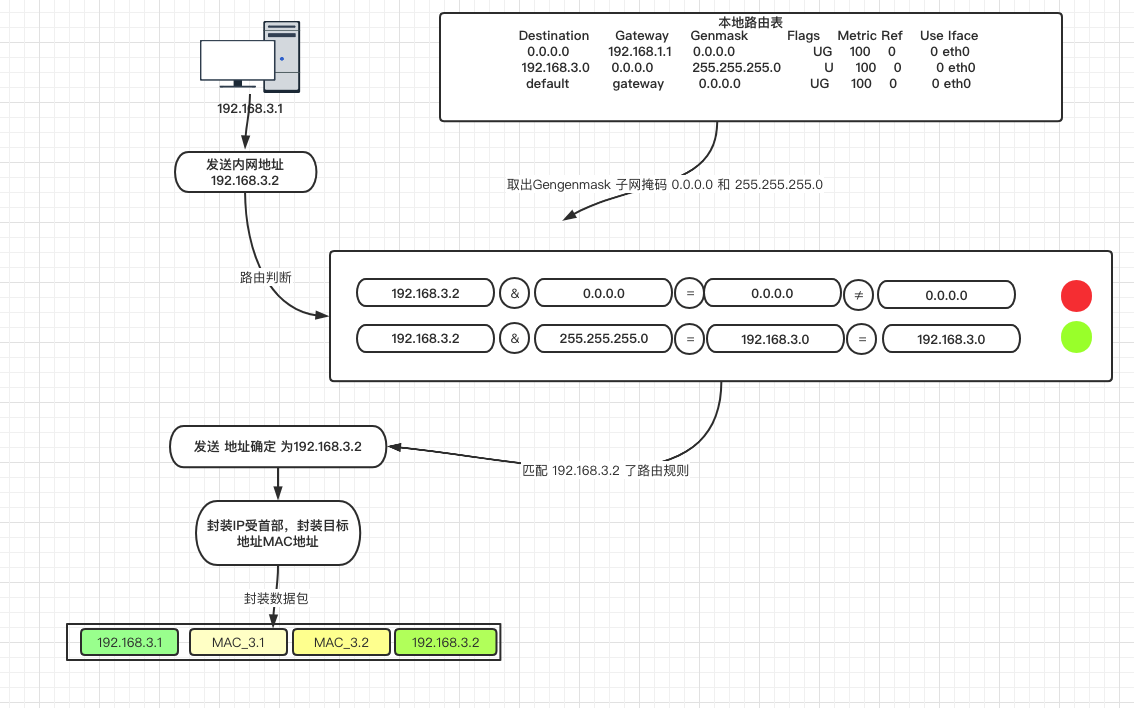 本地路由表
Destination Gateway Genmask Flags Metric Ref Use Iface
0.0.0.0 192.168.1.1 0.0.0.0 UG 100 0 0 eth0
192.168.3.0 0.0.0.0 255.255.255.0 U 100 0 0 eth0
default gateway 0.0.0.0 UG 100 0 0 eth0
192.168.3.1
发送内网地址
192.168.3.2
取出Gengenmask 子网掩码 0.0.0.0 和 255.255.255.0
路由判断
192.168.3.2 & 0.0.0.0 = 0.0.0.0 ≠ 0.0.0.0
192.168.3.2 & 255.255.255.0 = 192.168.3.0 = 192.168.3.0
发送 地址确定 为192.168.3.2
匹配 192.168.3.2 了路由规则
封装IP受首部，封装目标
地址MAC地址
封装数据包
192.168.3.1 MAC_3.1 MAC_3.2 192.168.3.2